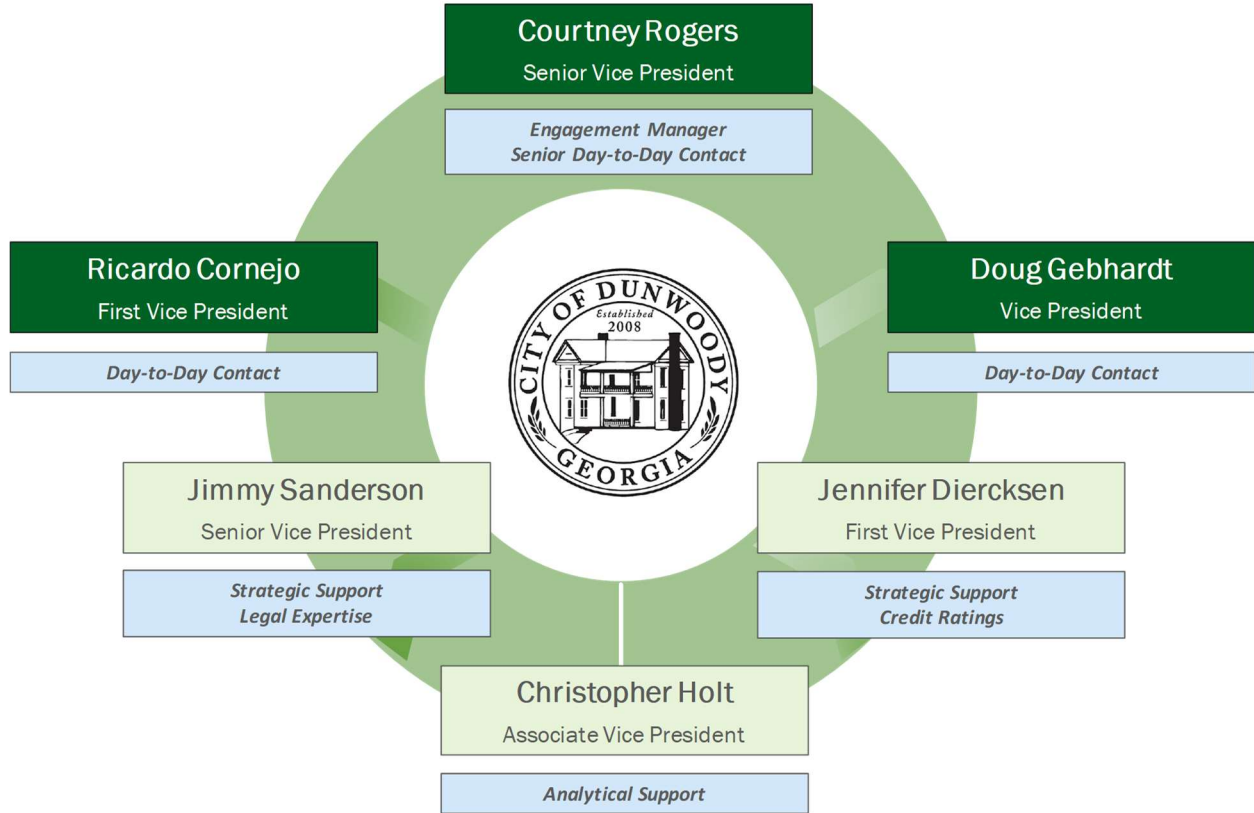 Courtney Rogers
Senior Vice President
Engagement Manager
Senior Day-to-Day Contact
Ricardo Cornejo
First Vice President
Day-to-Day Contact
Doug Gebhardt
Vice President
Day-to-Day Contact
CITY OF DUNWOODY
Established
2008
GEORGIA
Jimmy Sanderson
Senior Vice President
Strategic Support
Legal Expertise
Jennifer Diercksen
First Vice President
Strategic Support
Credit Ratings
Christopher Holt
Associate Vice President
Analytical Support